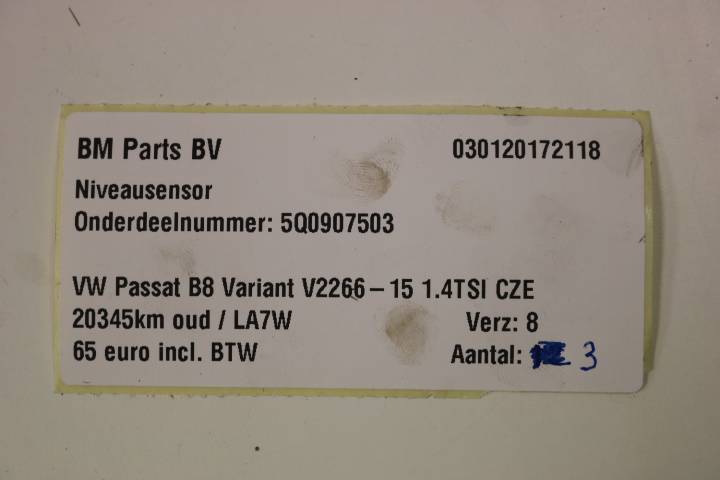 BM Parts BV 030120172118
Niveausensor
Onderdeelnummer: 5Q0907503
VW Passat B8 Variant V2266-15 1.4TSI CZE
20345km oud / LA7W Verz: 8
65 euro incl. BTW Aantal: 3